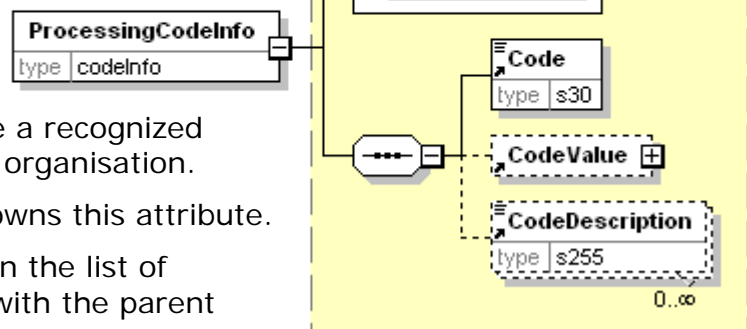 ProcessingCodeInfo
type codeInfo
e a recognized
organisation.
owns this attribute.
n the list of
with the parent
Code
type s30
CodeValue
CodeDescription
type s255
0..∞